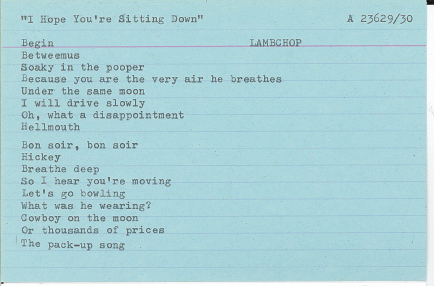 "I Hope You're Sitting Down" A 23629/30
Begin LAMBCHOP
Betweemus
Soaky in the pooper
Because you are the very air he breathes
Under the same moon
I will drive slowly
Oh, what a disappointment
Hellmouth
Bon soir, bon soir
Hickey
Breathe deep
So I hear you're moving
Let's go bowling
What was he wearing?
Cowboy on the moon
Or thousands of prices
The pack-up song